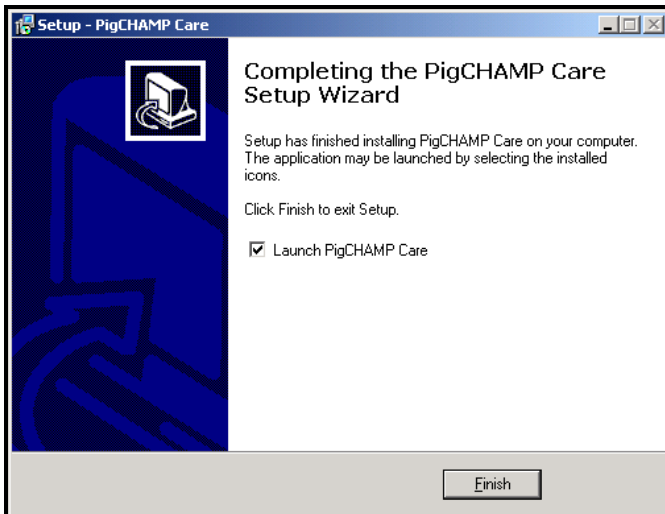 Setup - PigCHAMP Care
Completing the PigCHAMP Care
Setup Wizard
Setup has finished installing PigCHAMP Care on your computer.
The application may be launched by selecting the installed
icons.
Click Finish to exit Setup.
Launch PigCHAMP Care
Finish